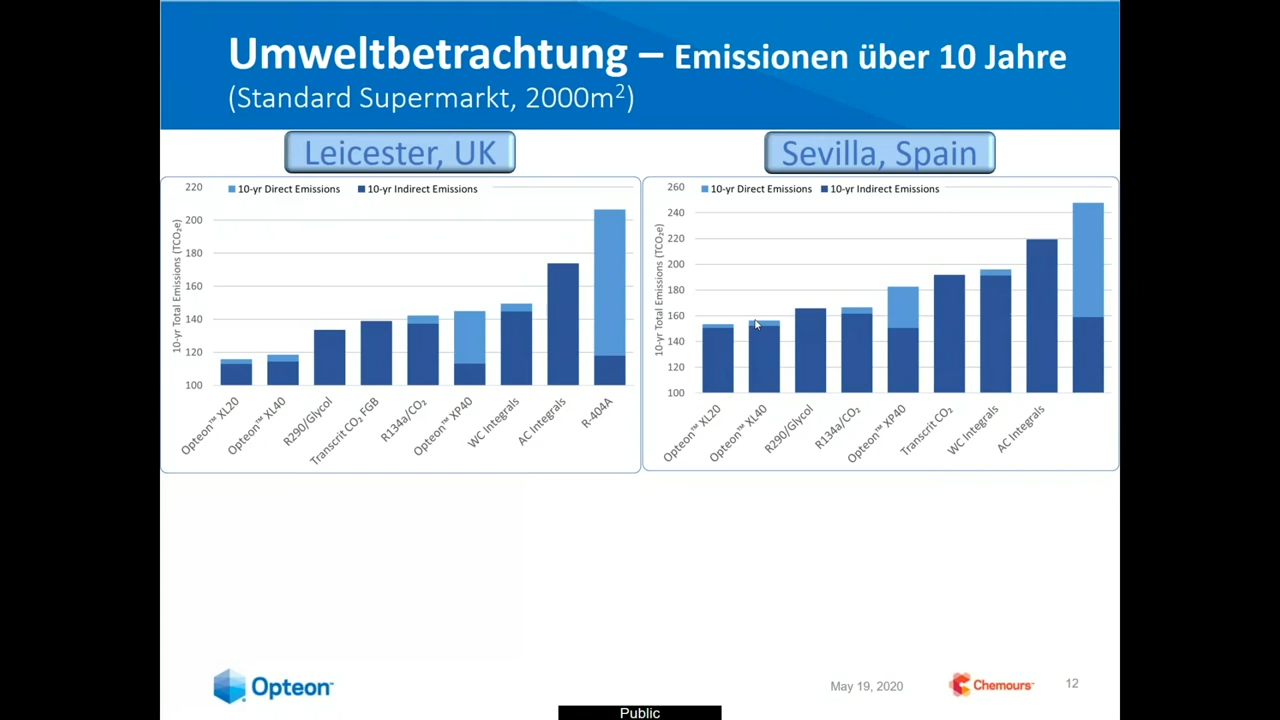 Umweltbetrachtung – Emissionen über 10 Jahre
(Standard Supermarkt, 2000m²)
Leicester, UK
10-yr Direct Emissions
10-yr Indirect Emissions
10-yr Total Emissions (TCO₂e)
220
200
180
160
140
120
100
Opteon™ XL20
Opteon™ XL40
R290/Glycol
Transcrit CO₂ FGB
R134a/CO₂
Opteon™ XP40
WC Integrals
AC Integrals
R-404A
Sevilla, Spain
10-yr Direct Emissions
10-yr Indirect Emissions
10-yr Total Emissions (TCO₂e)
260
240
220
200
180
160
140
120
100
Opteon™ XL20
Opteon™ XL40
R290/Glycol
R134a/CO₂
Opteon™ XP40
Transcrit CO₂
WC Integrals
AC Integrals
Opteon™
May 19, 2020
Chemours™
12
Public